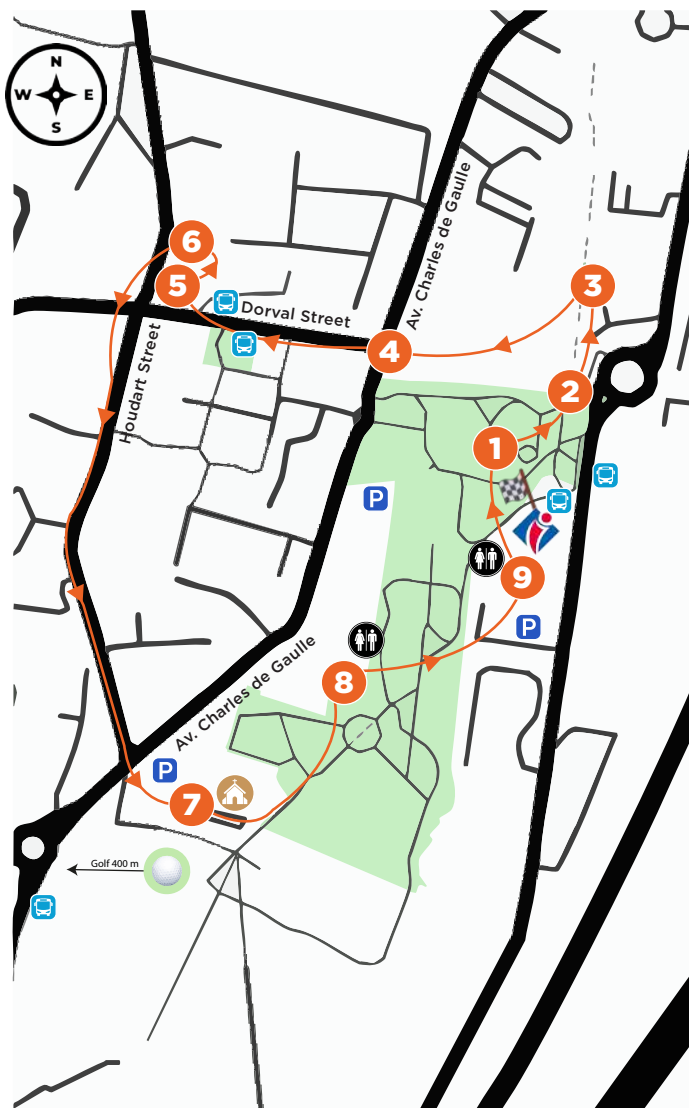 N
W E
S
Av. Charles de Gaulle
6
5
3
Dorval Street
4
Houdart Street
2
1
P
9
P
Av. Charles de Gaulle
8
P
7
Golf 400 m